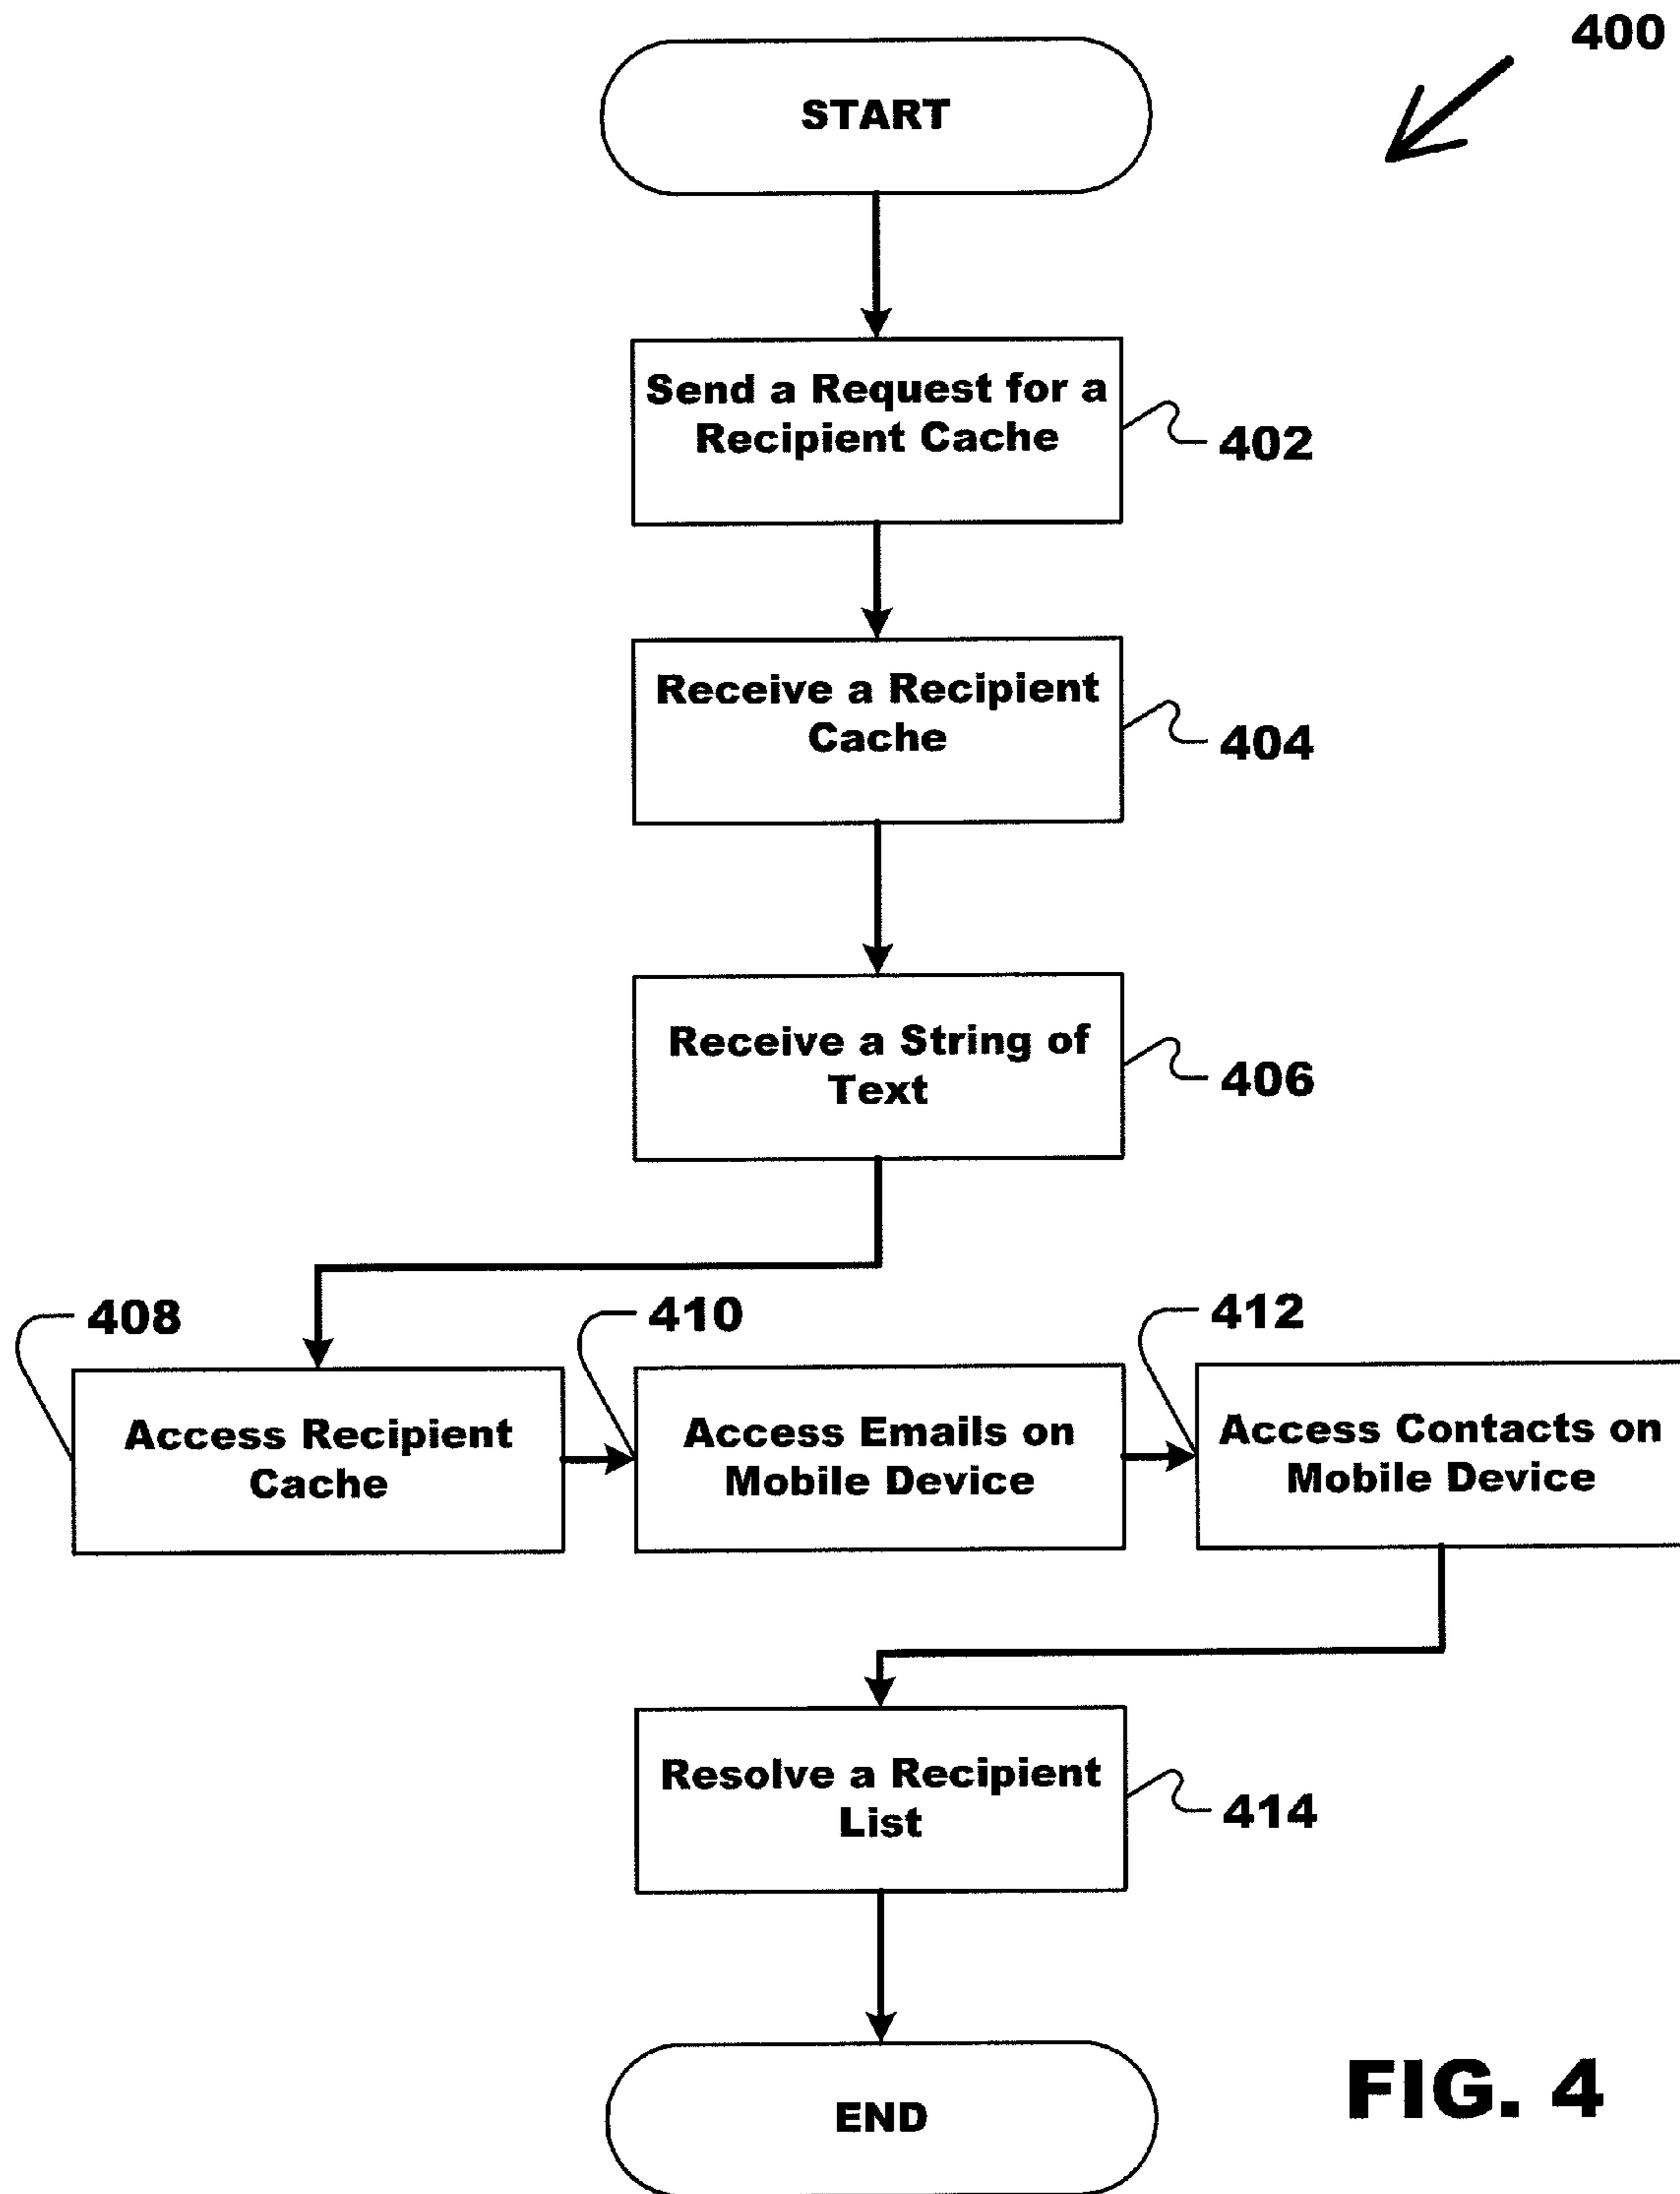 400
START
Send a Request for a
Recipient Cache
402
Receive a Recipient
Cache
404
Receive a String of
Text
406
408
410
412
Access Recipient
Cache
Access Emails on
Mobile Device
Access Contacts on
Mobile Device
Resolve a Recipient
List
414
END
FIG. 4